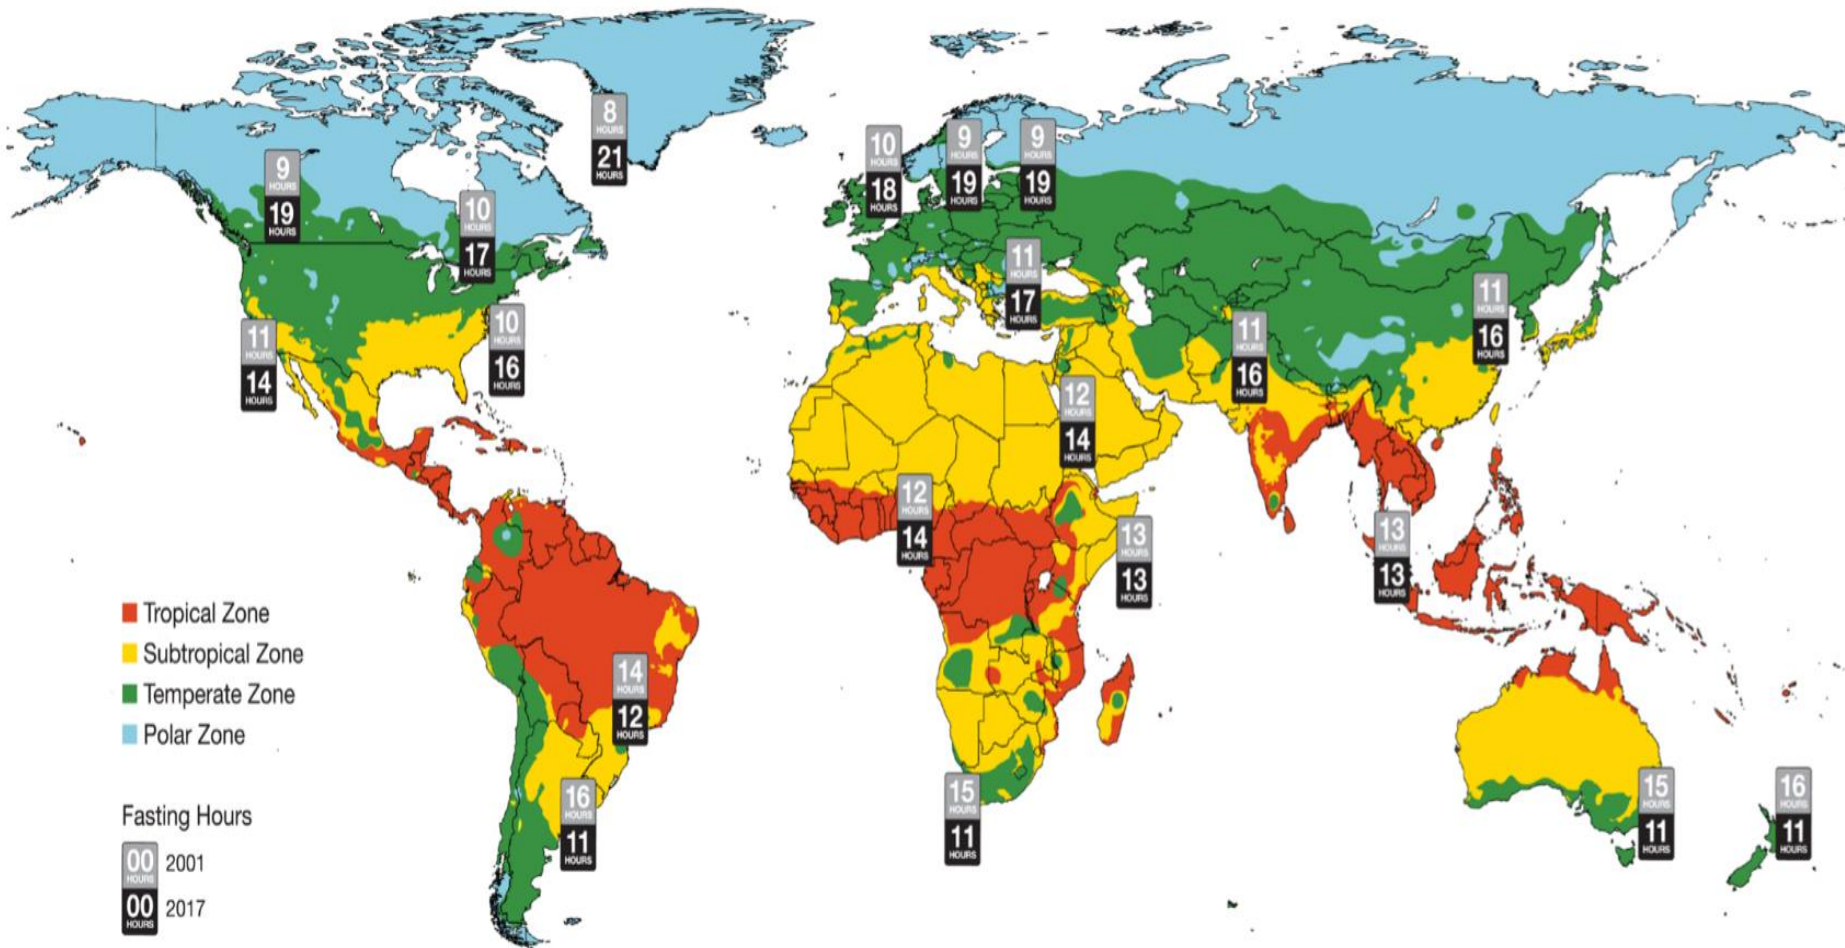 8
HOURS
21
HOURS
10
HOURS
18
HOURS
9
HOURS
19
HOURS
9
HOURS
19
HOURS
9
HOURS
19
HOURS
10
HOURS
17
HOURS
11
HOURS
17
HOURS
11
HOURS
16
HOURS
10
HOURS
16
HOURS
11
HOURS
14
HOURS
11
HOURS
16
HOURS
12
HOURS
14
HOURS
12
HOURS
14
HOURS
13
HOURS
13
HOURS
13
HOURS
13
HOURS
Tropical Zone
Subtropical Zone
Temperate Zone
Polar Zone
14
HOURS
12
HOURS
16
HOURS
11
HOURS
15
HOURS
11
HOURS
15
HOURS
11
HOURS
16
HOURS
11
HOURS
Fasting Hours
00
HOURS
2001
00
HOURS
2017